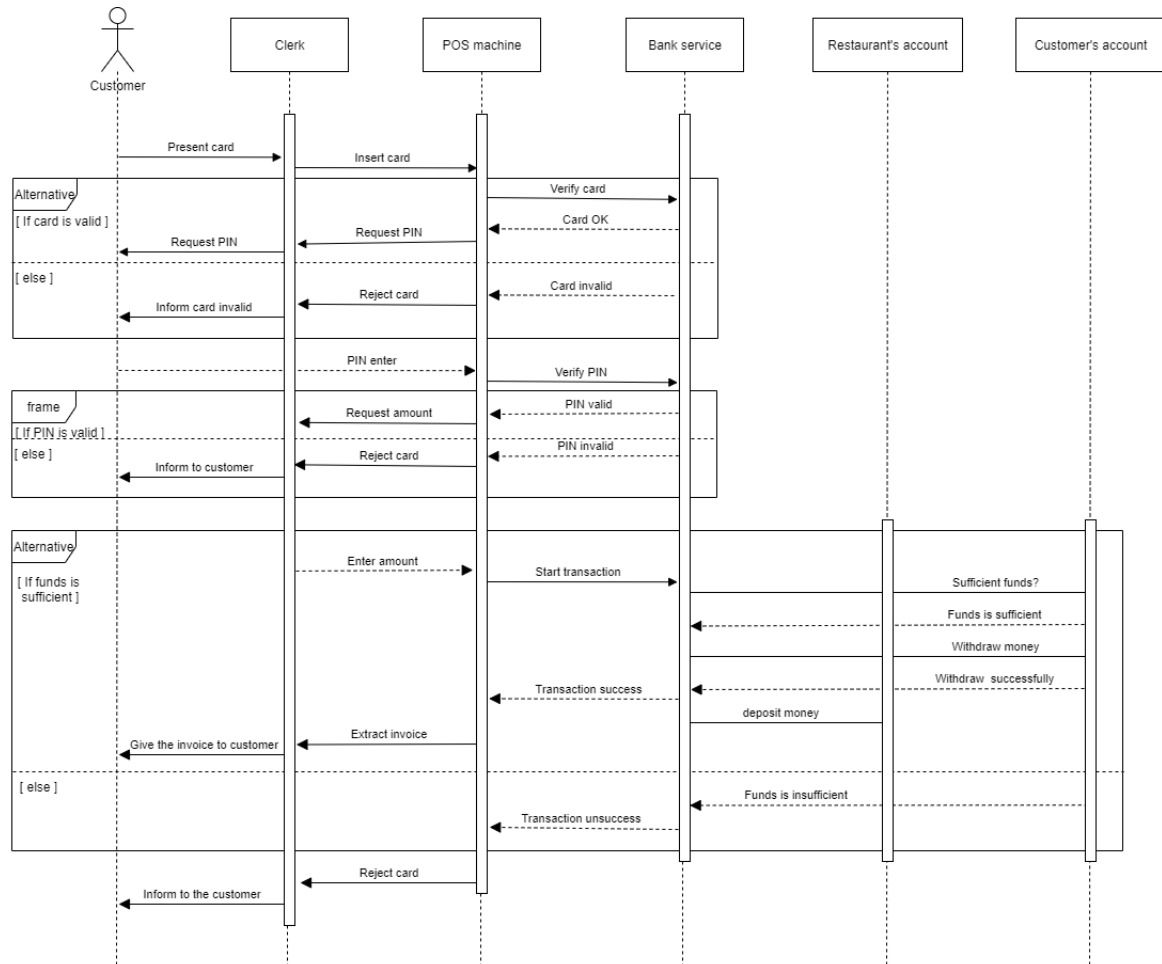 Clerk
POS machine
Bank service
Restaurant's account
Customer's account
Customer
Present card
Insert card
Alternative
Verify card
[ If card is valid ]
Card OK
Request PIN
Request PIN
[ else ]
Card invalid
Reject card
Inform card invalid
PIN enter
Verify PIN
frame
PIN valid
Request amount
[ If PIN is valid ]
PIN invalid
[ else ]
Reject card
Inform to customer
Alternative
Enter amount
Start transaction
[ If funds is
sufficient ]
Sufficient funds?
Funds is sufficient
Withdraw money
Withdraw successfully
Transaction success
deposit money
Extract invoice
Give the invoice to customer
[ else ]
Funds is insufficient
Transaction unsuccess
Reject card
Inform to the customer